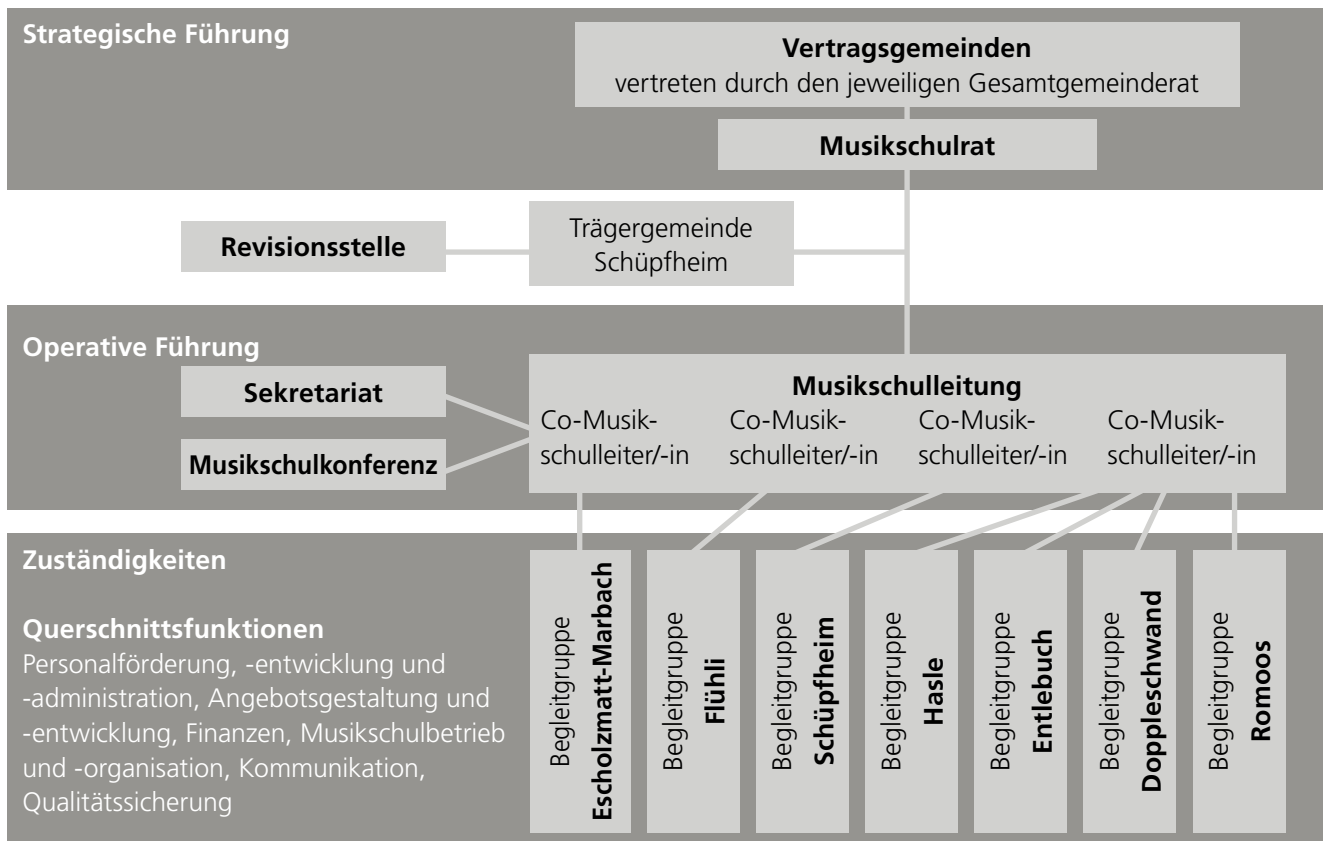 Strategische Führung
Vertragsgemeinden
vertreten durch den jeweiligen Gesamtgemeinderat
Musikschulrat
Revisionsstelle
Trägergemeinde
Schüpfheim
Operative Führung
Sekretariat
Musikschulkonferenz
Musikschulleitung
Co-Musik-
schulleiter/-in
Co-Musik-
schulleiter/-in
Co-Musik-
schulleiter/-in
Co-Musik-
schulleiter/-in
Zuständigkeiten
Querschnittsfunktionen
Personalförderung, -entwicklung und
-administration, Angebotsgestaltung und
-entwicklung, Finanzen, Musikschulbetrieb
und -organisation, Kommunikation,
Qualitätssicherung
Begleitgruppe
Escholzmatt-Marbach
Begleitgruppe
Flühli
Begleitgruppe
Schüpfheim
Begleitgruppe
Hasle
Begleitgruppe
Entlebuch
Begleitgruppe
Doppleschwand
Begleitgruppe
Romoos